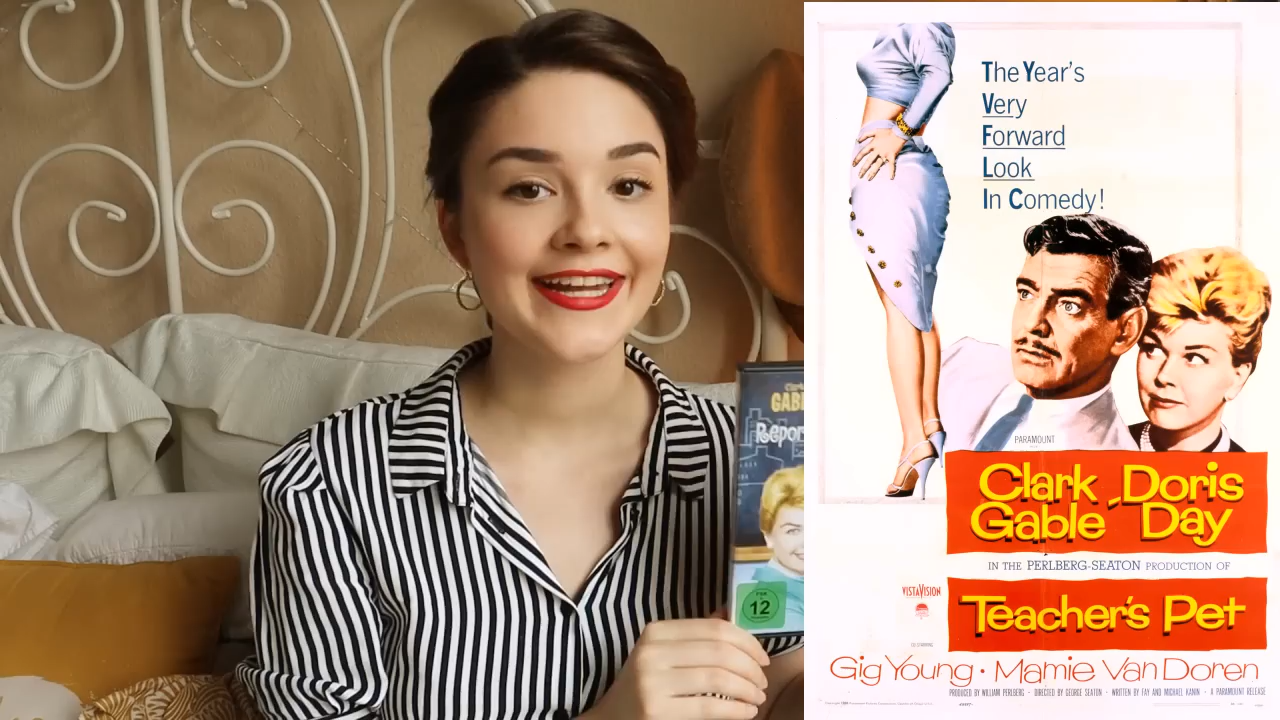 GAB
Repor
12
The Year's
Very
Forward
Look
In Comedy!
PARAMOUNT
Clark Doris
Gable - Day
IN THE PERLBERG-SEATON PRODUCTION OF
VISTAVISION
Teacher's Pet
Gig Young • Mamie Van Doren
PRODUCED BY WILLIAM PERLBERG - DIRECTED BY GEORGE SEATON - WRITTEN BY FAY AND MICHAEL KANIN - A PARAMOUNT RELEASE